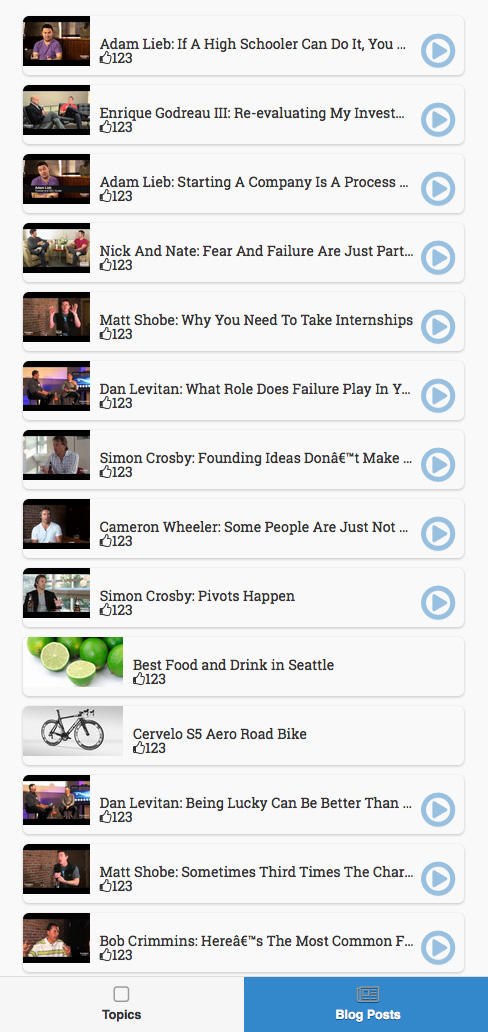 Adam Lieb: If A High Schooler Can Do It, You ...
123
Enrique Godreau III: Re-evaluating My Invest...
123
Adam Lieb: Starting A Company Is A Process ...
123
Nick And Nate: Fear And Failure Are Just Part...
123
Matt Shobe: Why You Need To Take Internships
123
Dan Levitan: What Role Does Failure Play In Y...
123
Simon Crosby: Founding Ideas Donâ€™t Make ...
123
Cameron Wheeler: Some People Are Just Not ...
123
Simon Crosby: Pivots Happen
123
Best Food and Drink in Seattle
123
Cervelo S5 Aero Road Bike
123
Dan Levitan: Being Lucky Can Be Better Than ...
123
Matt Shobe: Sometimes Third Times The Char...
123
Bob Crimmins: Hereâ€™s The Most Common F...
123
Topics
Blog Posts